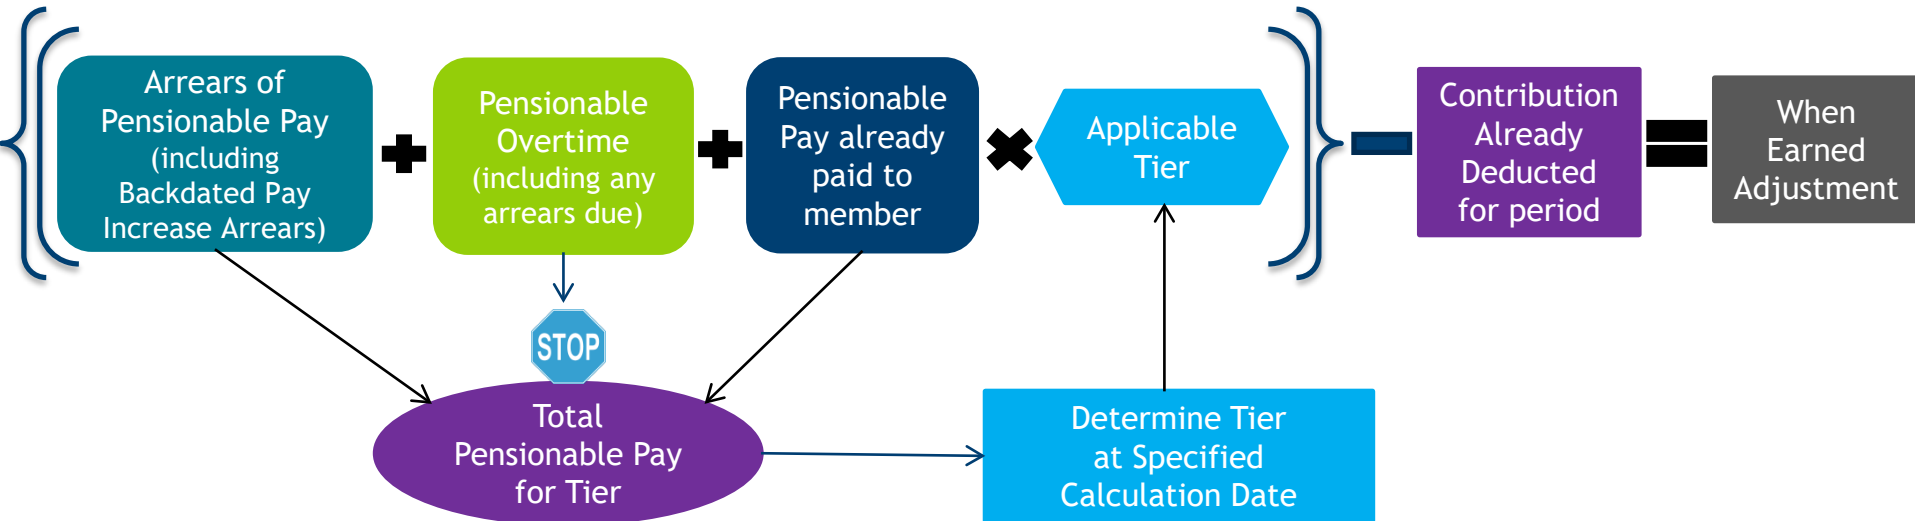 Arrears of
Pensionable Pay
(including
Backdated Pay
Increase Arrears)
Pensionable
Overtime
(including any
arrears due)
Pensionable
Pay already
paid to
member
Applicable
Tier
Contribution
Already
Deducted
for period
When
Earned
Adjustment
STOP
Total
Pensionable Pay
for Tier
Determine Tier
at Specified
Calculation Date